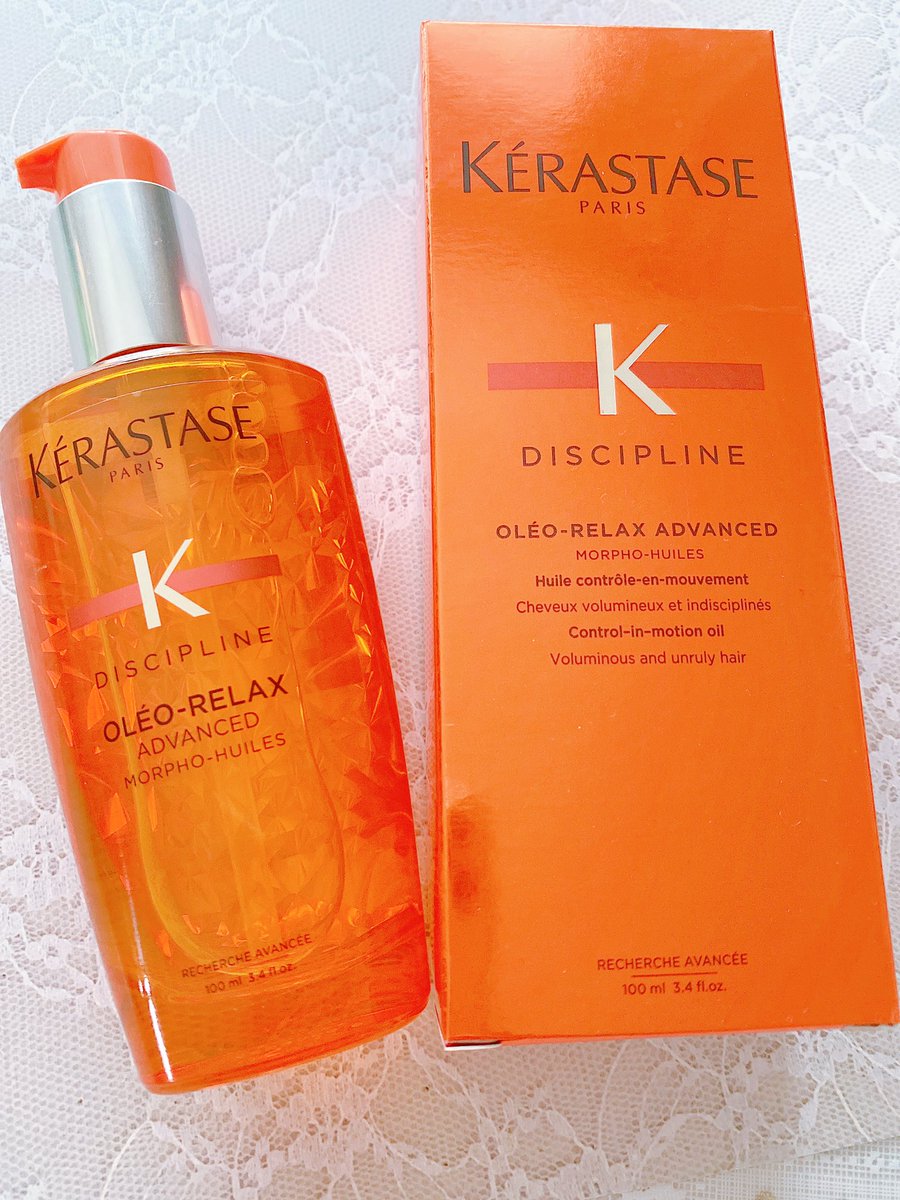 KÉRASTASE
PARIS
K
DISCIPLINE
OLÉO-RELAX
ADVANCED
MORPHO-HUILES
RECHERCHE AVANCÉE
100 ml 3.4 fl.oz.
KÉRASTASE
PARIS
K
DISCIPLINE
OLÉO-RELAX ADVANCED
MORPHO-HUILES
Huile contrôle-en-mouvement
Cheveux volumineux et indisciplinés
Control-in-motion oil
Voluminous and unruly hair
RECHERCHE AVANCÉE
100 ml 3.4 fl.oz.